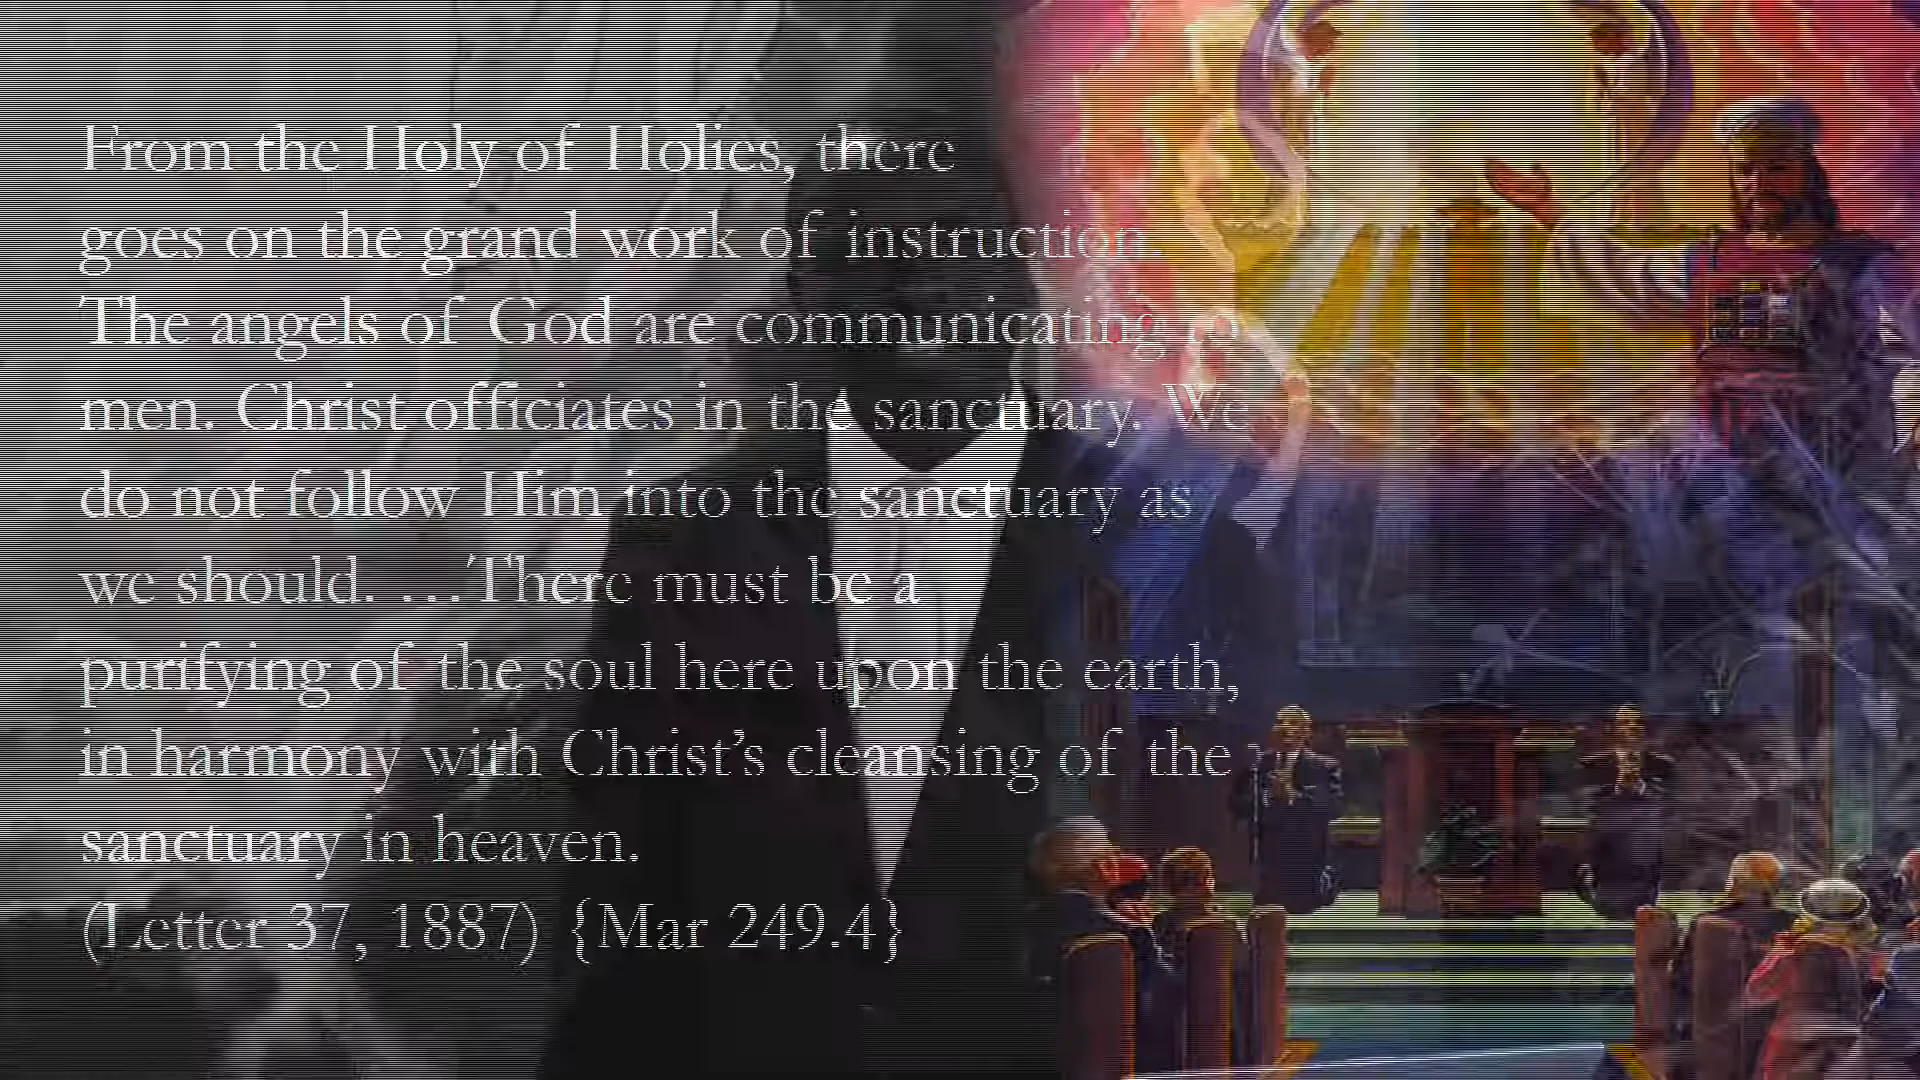 From the Holy of Holies, there
goes on the grand work of instruction.
The angels of God are communicating to
men. Christ officiates in the sanctuary. We
do not follow Him into the sanctuary as
we should. …There must be a
purifying of the soul here upon the earth,
in harmony with Christ’s cleansing of the
sanctuary in heaven.
(Letter 37, 1887) {Mar 249.4}